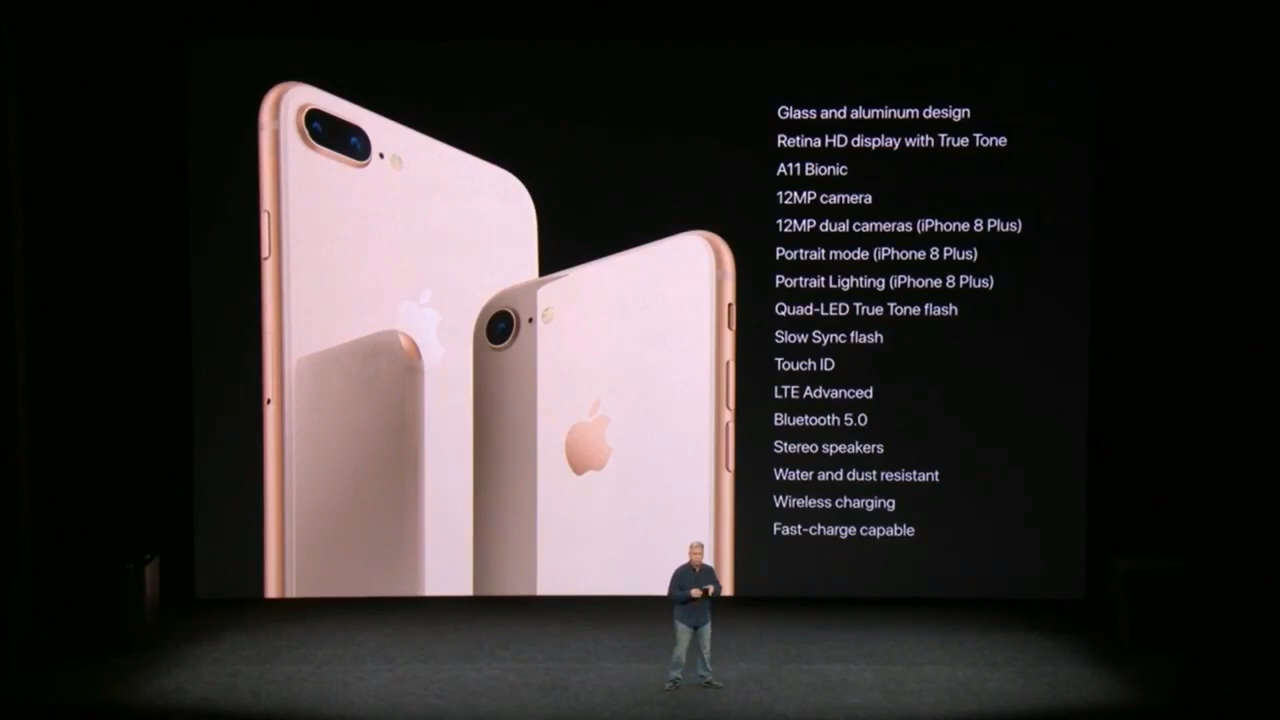 Glass and aluminum design
Retina HD display with True Tone
A11 Bionic
12MP camera
12MP dual cameras (iPhone 8 Plus)
Portrait mode (iPhone 8 Plus)
Portrait Lighting (iPhone 8 Plus)
Quad-LED True Tone flash
Slow Sync flash
Touch ID
LTE Advanced
Bluetooth 5.0
Stereo speakers
Water and dust resistant
Wireless charging
Fast-charge capable